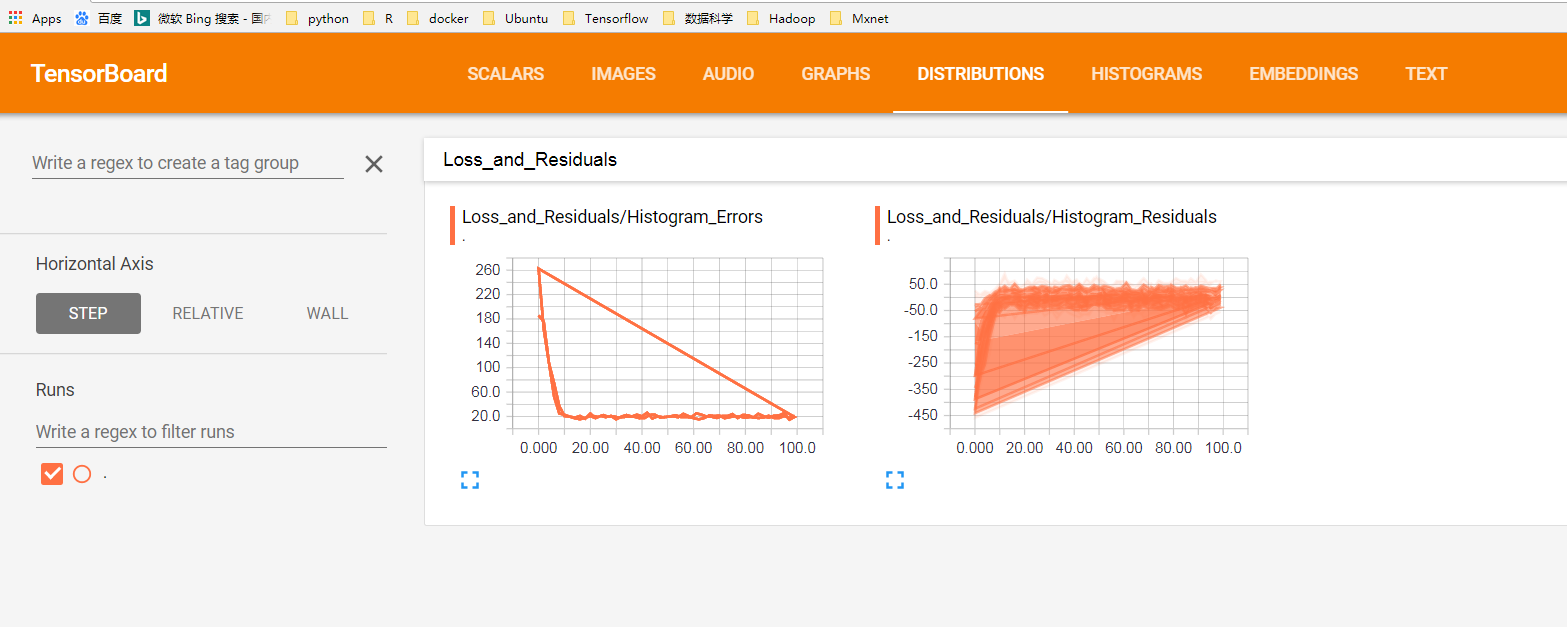 Apps 百度 微软 Bing 搜索 - 国内 python R docker Ubuntu Tensorflow 数据科学 Hadoop Mxnet
TensorBoard SCALARS IMAGES AUDIO GRAPHS DISTRIBUTIONS HISTOGRAMS EMBEDDINGS TEXT
Write a regex to create a tag group
Horizontal Axis
STEP RELATIVE WALL
Runs
Write a regex to filter runs
.
Loss_and_Residuals
Loss_and_Residuals/Histogram_Errors
.
260
220
180
140
100
60.0
20.0
0.000 20.00 40.00 60.00 80.00 100.0
Loss_and_Residuals/Histogram_Residuals
.
50.0
-50.0
-150
-250
-350
-450
0.000 20.00 40.00 60.00 80.00 100.0